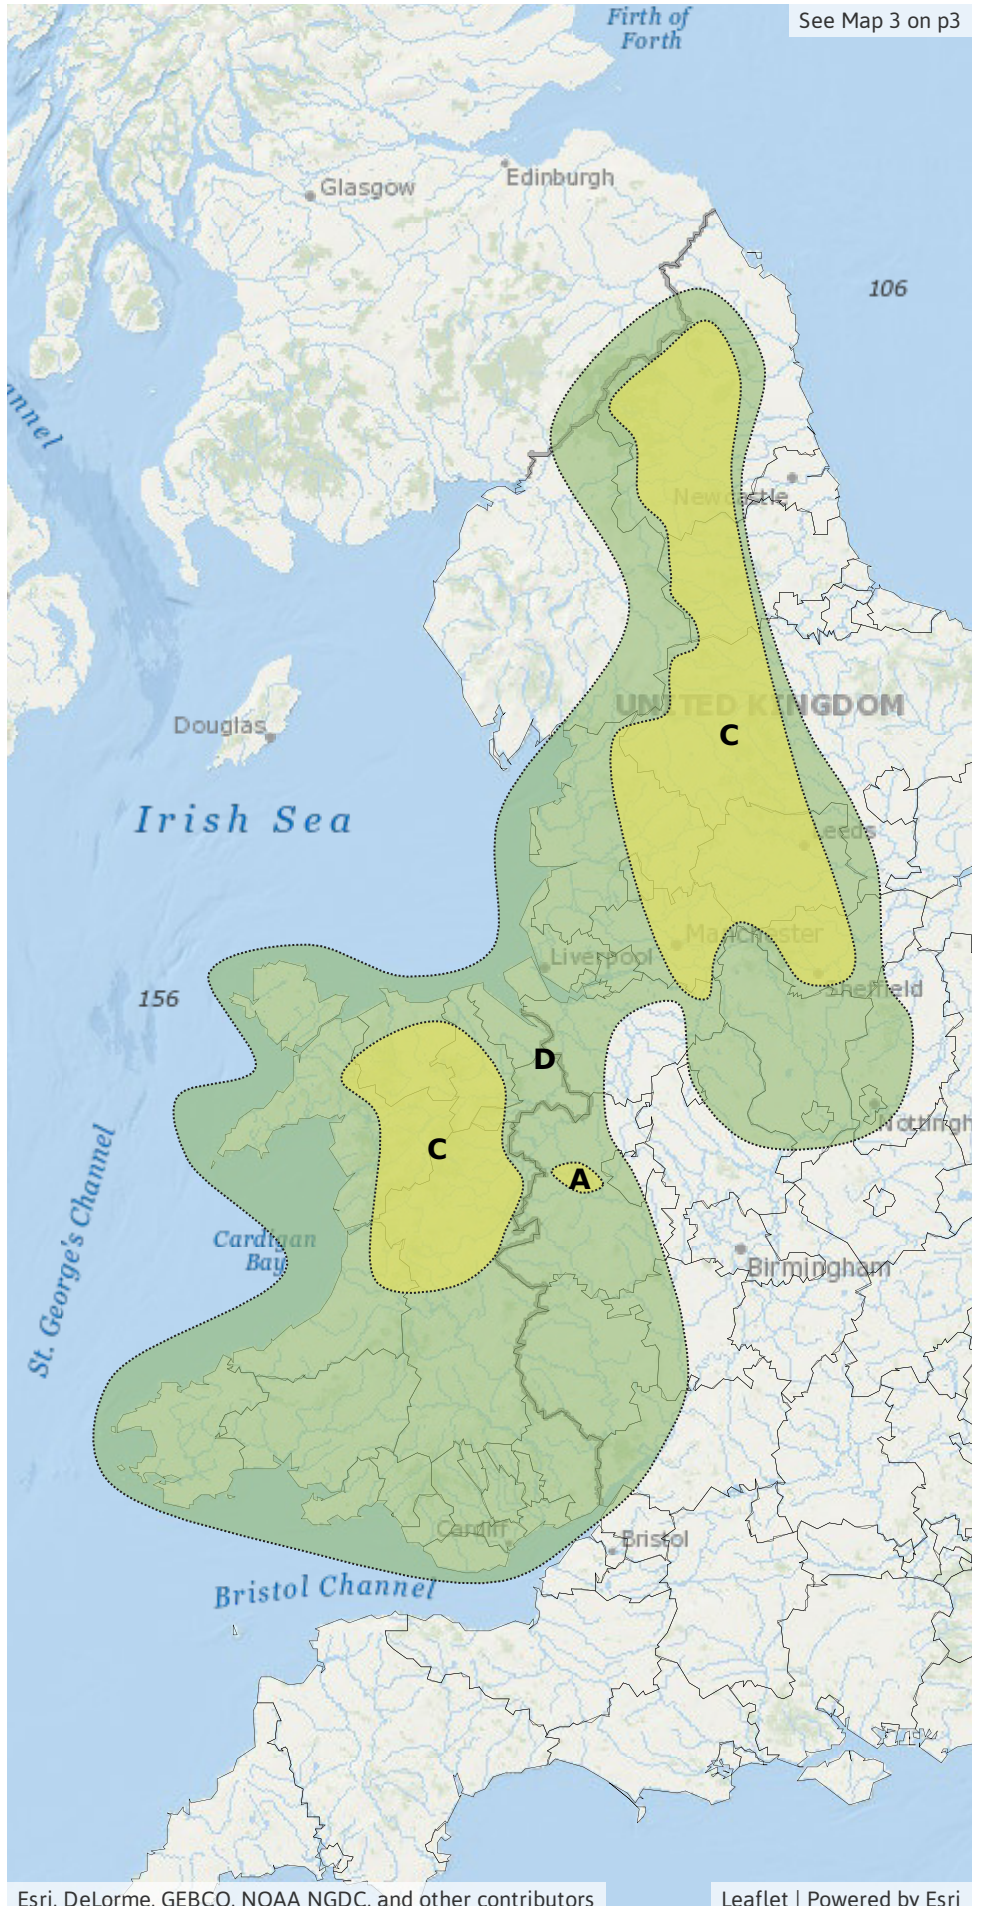 Firth of
Forth
See Map 3 on p3
Glasgow
Edinburgh
106
annel
Newcastle
UNITED KINGDOM
Douglas
C
Irish Sea
Leeds
Manchester
Liverpool
Sheffield
156
D
Nottingh
C
A
St. George's Channel
Cardigan
Bay
Birmingham
Cardiff
Bristol
Bristol Channel
Esri, DeLorme, GEBCO, NOAA NGDC, and other contributors
Leaflet | Powered by Esri